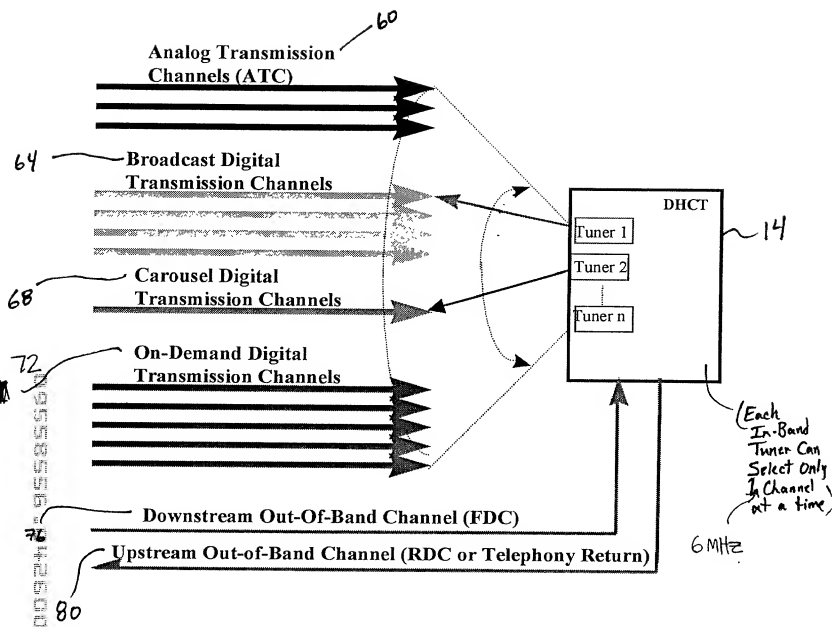 60
Analog Transmission
Channels (ATC)
64
Broadcast Digital
Transmission Channels
DHCT
14
Tuner 1
Tuner 2
Tuner n
68
Carousel Digital
Transmission Channels
72
On-Demand Digital
Transmission Channels
(Each
In-Band
Tuner Can
Select Only
In Channel
at a time)
6 MHz
76
Downstream Out-Of-Band Channel (FDC)
Upstream Out-of-Band Channel (RDC or Telephony Return)
80
09558556.042600